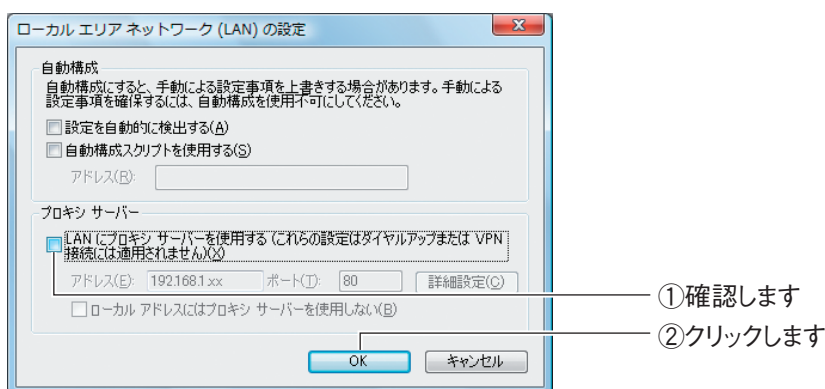 ローカル エリア ネットワーク (LAN) の設定
自動構成
自動構成にすると、手動による設定事項を上書きする場合があります。手動による
設定事項を確保するには、自動構成を使用不可にしてください。
設定を自動的に検出する(A)
自動構成スクリプトを使用する(S)
アドレス(R):
プロキシ サーバー
LAN にプロキシ サーバーを使用する (これらの設定はダイヤルアップまたは VPN
接続には適用されません)(X)
アドレス(E): 192.168.1.xx ポート(T): 80 詳細設定(C)
ローカル アドレスにはプロキシ サーバーを使用しない(B)
①確認します
②クリックします
OK キャンセル